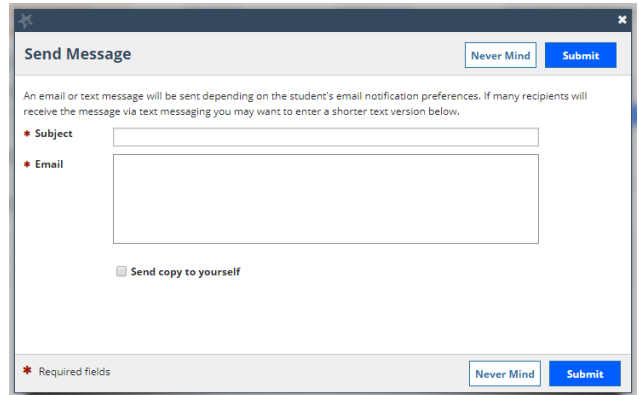 Send Message
Never Mind
Submit
An email or text message will be sent depending on the student's email notification preferences. If many recipients will
receive the message via text messaging you may want to enter a shorter text version below.
* Subject
* Email
Send copy to yourself
* Required fields
Never Mind
Submit